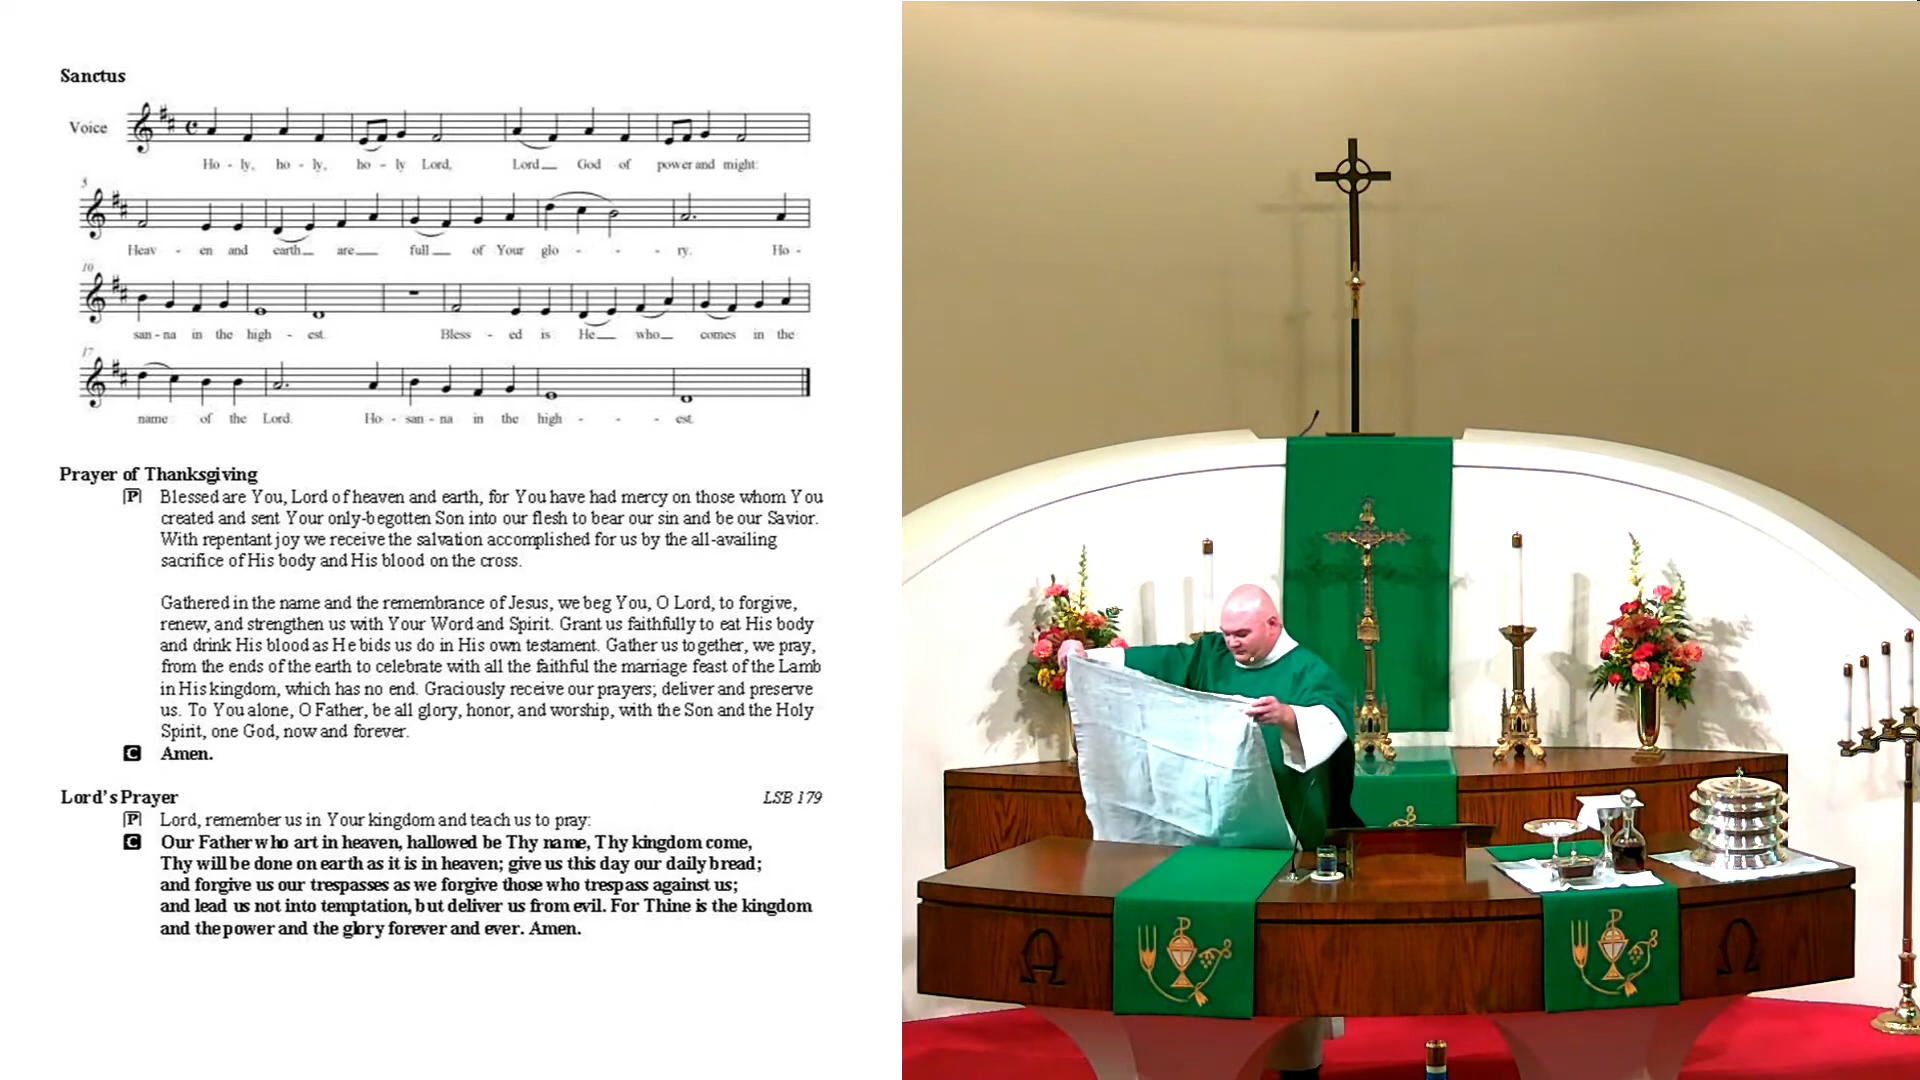 Sanctus
Voice
Ho - ly, ho - ly, ho - ly Lord, Lord God of power and might:
5
Heav - en and earth are full of Your glo - - - ry. Ho -
10
san - na in the high - est. Bless - ed is He who comes in the
17
name of the Lord. Ho - san - na in the high - - - est.
Prayer of Thanksgiving
P Blessed are You, Lord of heaven and earth, for You have had mercy on those whom You
created and sent Your only-begotten Son into our flesh to bear our sin and be our Savior.
With repentant joy we receive the salvation accomplished for us by the all-availing
sacrifice of His body and His blood on the cross.
Gathered in the name and the remembrance of Jesus, we beg You, O Lord, to forgive,
renew, and strengthen us with Your Word and Spirit. Grant us faithfully to eat His body
and drink His blood as He bids us do in His own testament. Gather us together, we pray,
from the ends of the earth to celebrate with all the faithful the marriage feast of the Lamb
in His kingdom, which has no end. Graciously receive our prayers; deliver and preserve
us. To You alone, O Father, be all glory, honor, and worship, with the Son and the Holy
Spirit, one God, now and forever.
C Amen.
Lord's Prayer LSB 179
P Lord, remember us in Your kingdom and teach us to pray:
C Our Father who art in heaven, hallowed be Thy name, Thy kingdom come,
Thy will be done on earth as it is in heaven; give us this day our daily bread;
and forgive us our trespasses as we forgive those who trespass against us;
and lead us not into temptation, but deliver us from evil. For Thine is the kingdom
and the power and the glory forever and ever. Amen.
Α
Ω